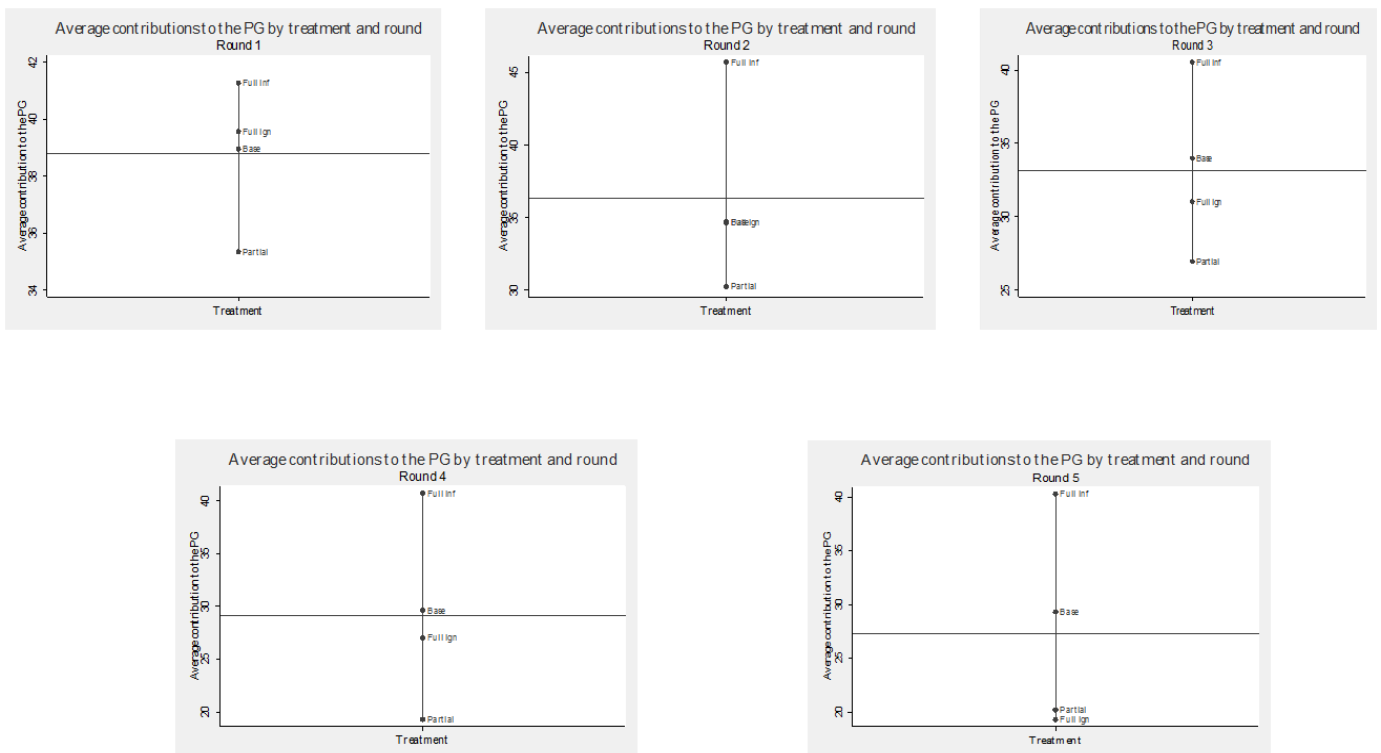 Average contributions to the PG by treatment and round
Round 1
Average contribution to the PG
42
40
38
36
34
Full inf
Full ign
Base
Partial
Treatment
Average contributions to the PG by treatment and round
Round 2
Average contribution to the PG
45
40
35
30
Full inf
Partial
Treatment
Average contributions to the PG by treatment and round
Round 3
Average contribution to the PG
40
35
30
25
Full inf
Base
Full ign
Partial
Treatment
Average contributions to the PG by treatment and round
Round 4
Average contribution to the PG
40
35
30
25
20
Full inf
Base
Full ign
Partial
Treatment
Average contributions to the PG by treatment and round
Round 5
Average contribution to the PG
40
35
30
25
20
Full inf
Base
Partial
Full ign
Treatment